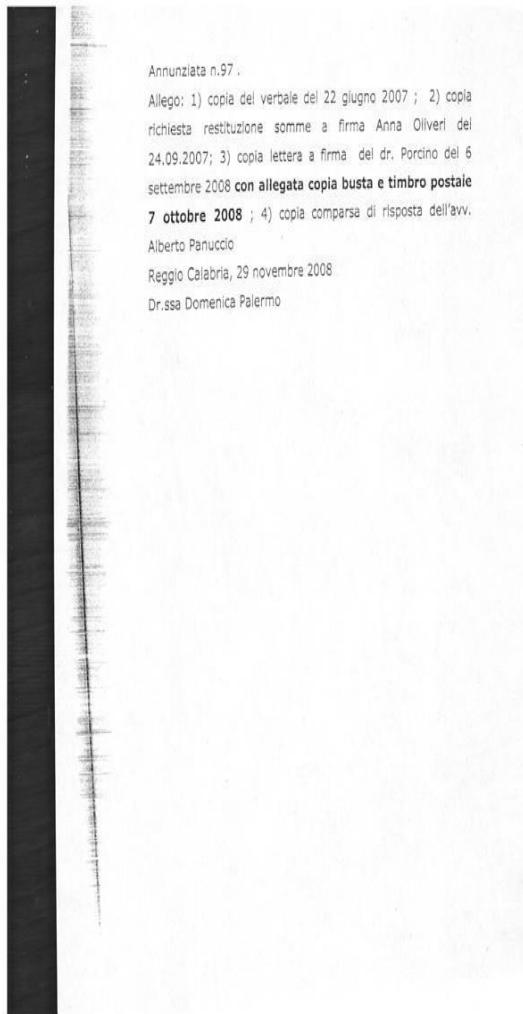 Annunziata n.97 .
Allego: 1) copia del verbale del 22 giugno 2007 ; 2) copia
richiesta restituzione somme a firma Anna Oliveri del
24.09.2007; 3) copia lettera a firma del dr. Porcino del 6
settembre 2008 con allegata copia busta e timbro postale
7 ottobre 2008 ; 4) copia comparsa di risposta dell'avv.
Alberto Panuccio
Reggio Calabria, 29 novembre 2008
Dr.ssa Domenica Palermo